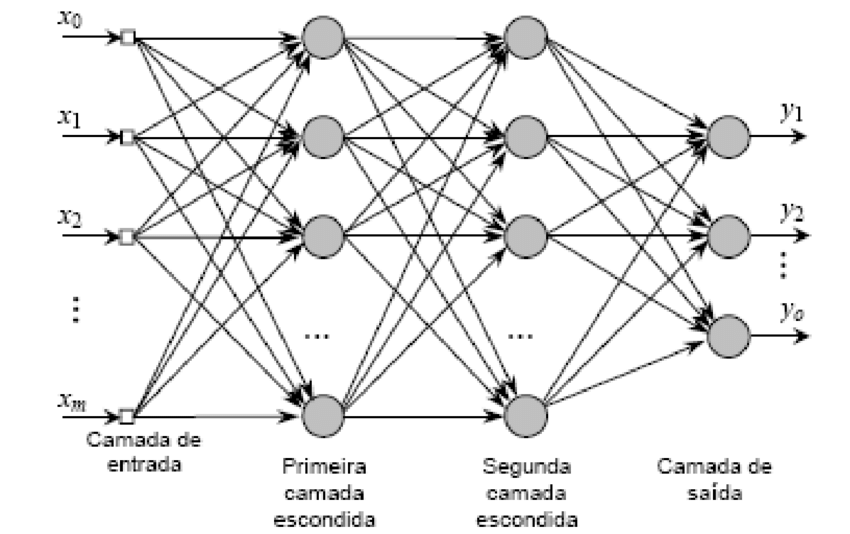 x0
x1
y1
x2
y2
⋮
⋮
yo
...
...
xm
Camada de
entrada
Primeira
camada
escondida
Segunda
camada
escondida
Camada de
saída